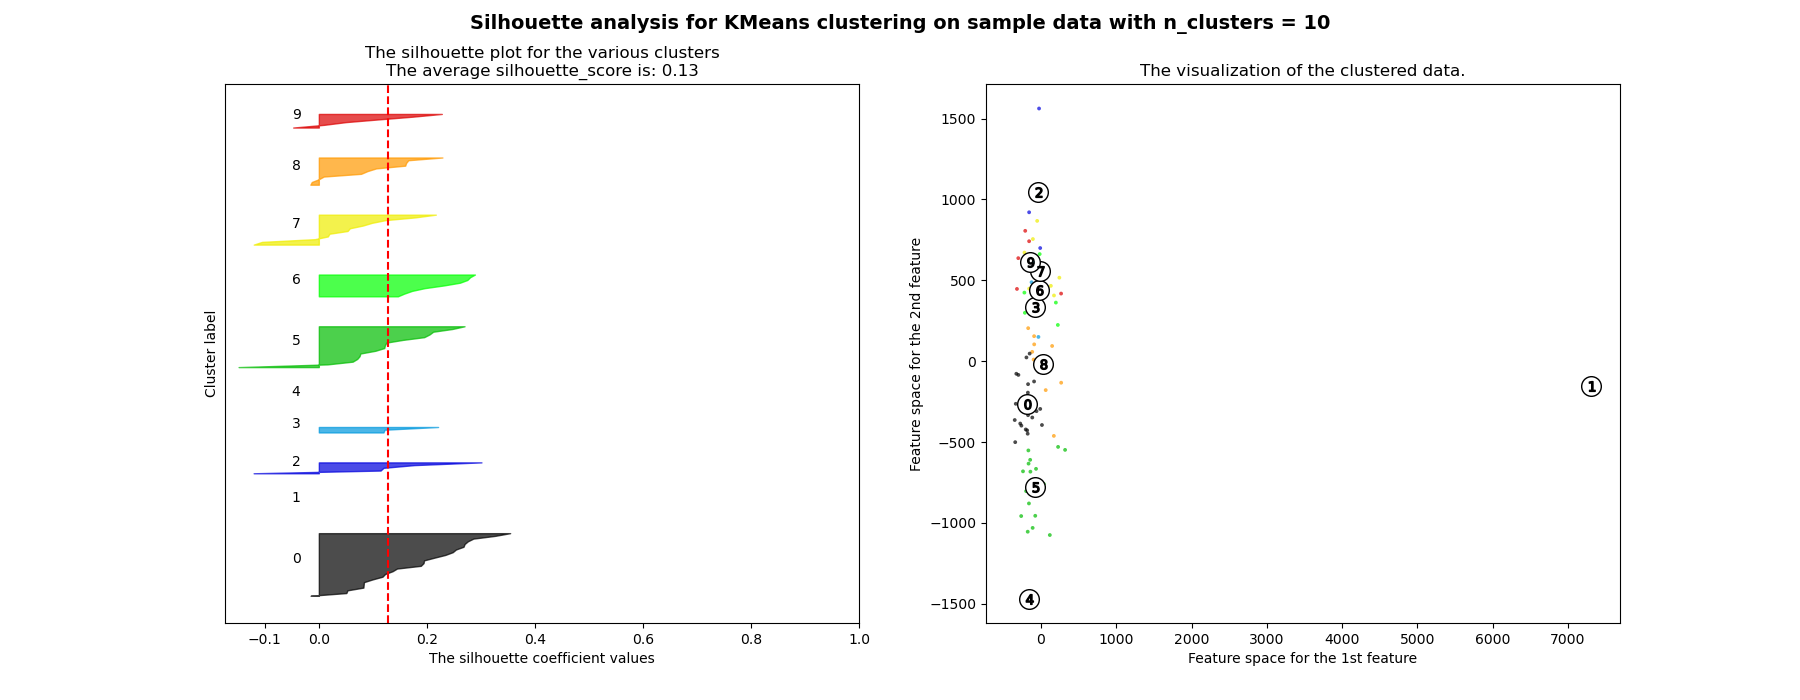 Silhouette analysis for KMeans clustering on sample data with n_clusters = 10
The silhouette plot for the various clusters
The average silhouette_score is: 0.13
9
8
7
6
5
4
3
2
1
0
Cluster label
−0.1 0.0 0.2 0.4 0.6 0.8 1.0
The silhouette coefficient values
The visualization of the clustered data.
1500
1000
500
0
−500
−1000
−1500
Feature space for the 2nd feature
2
9
7
6
3
8
1
0
5
4
0 1000 2000 3000 4000 5000 6000 7000
Feature space for the 1st feature